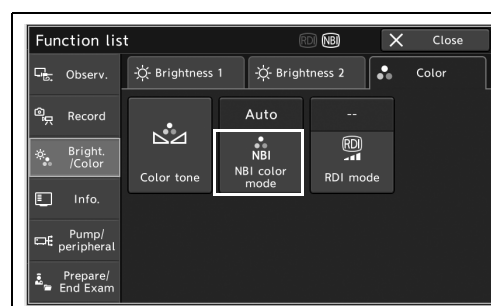 Function list
RDI NBI
Close
Observ.
Record
Bright.
/Color
Info.
Pump/
peripheral
Prepare/
End Exam
Brightness 1
Brightness 2
Color
Color tone
Auto
NBI
NBI color
mode
--
RDI
RDI mode